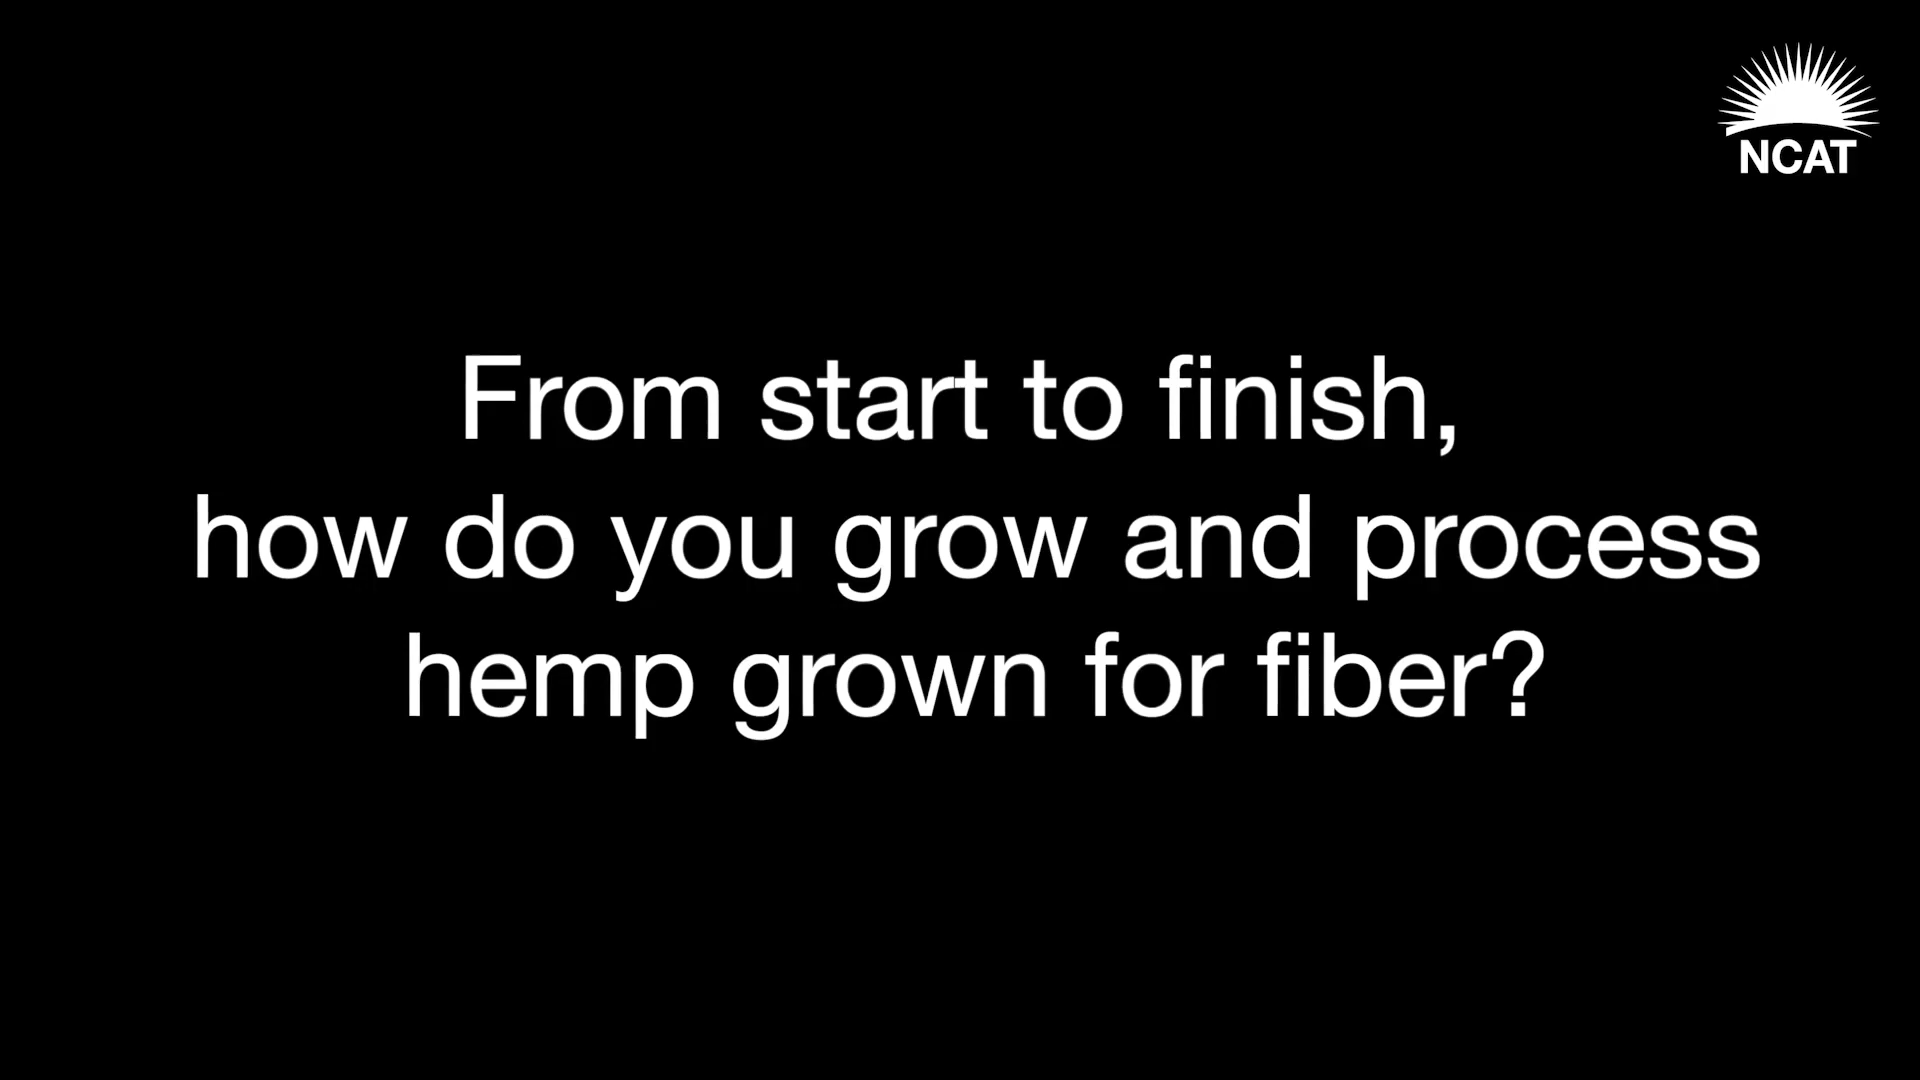 NCAT
From start to finish,
how do you grow and process
hemp grown for fiber?